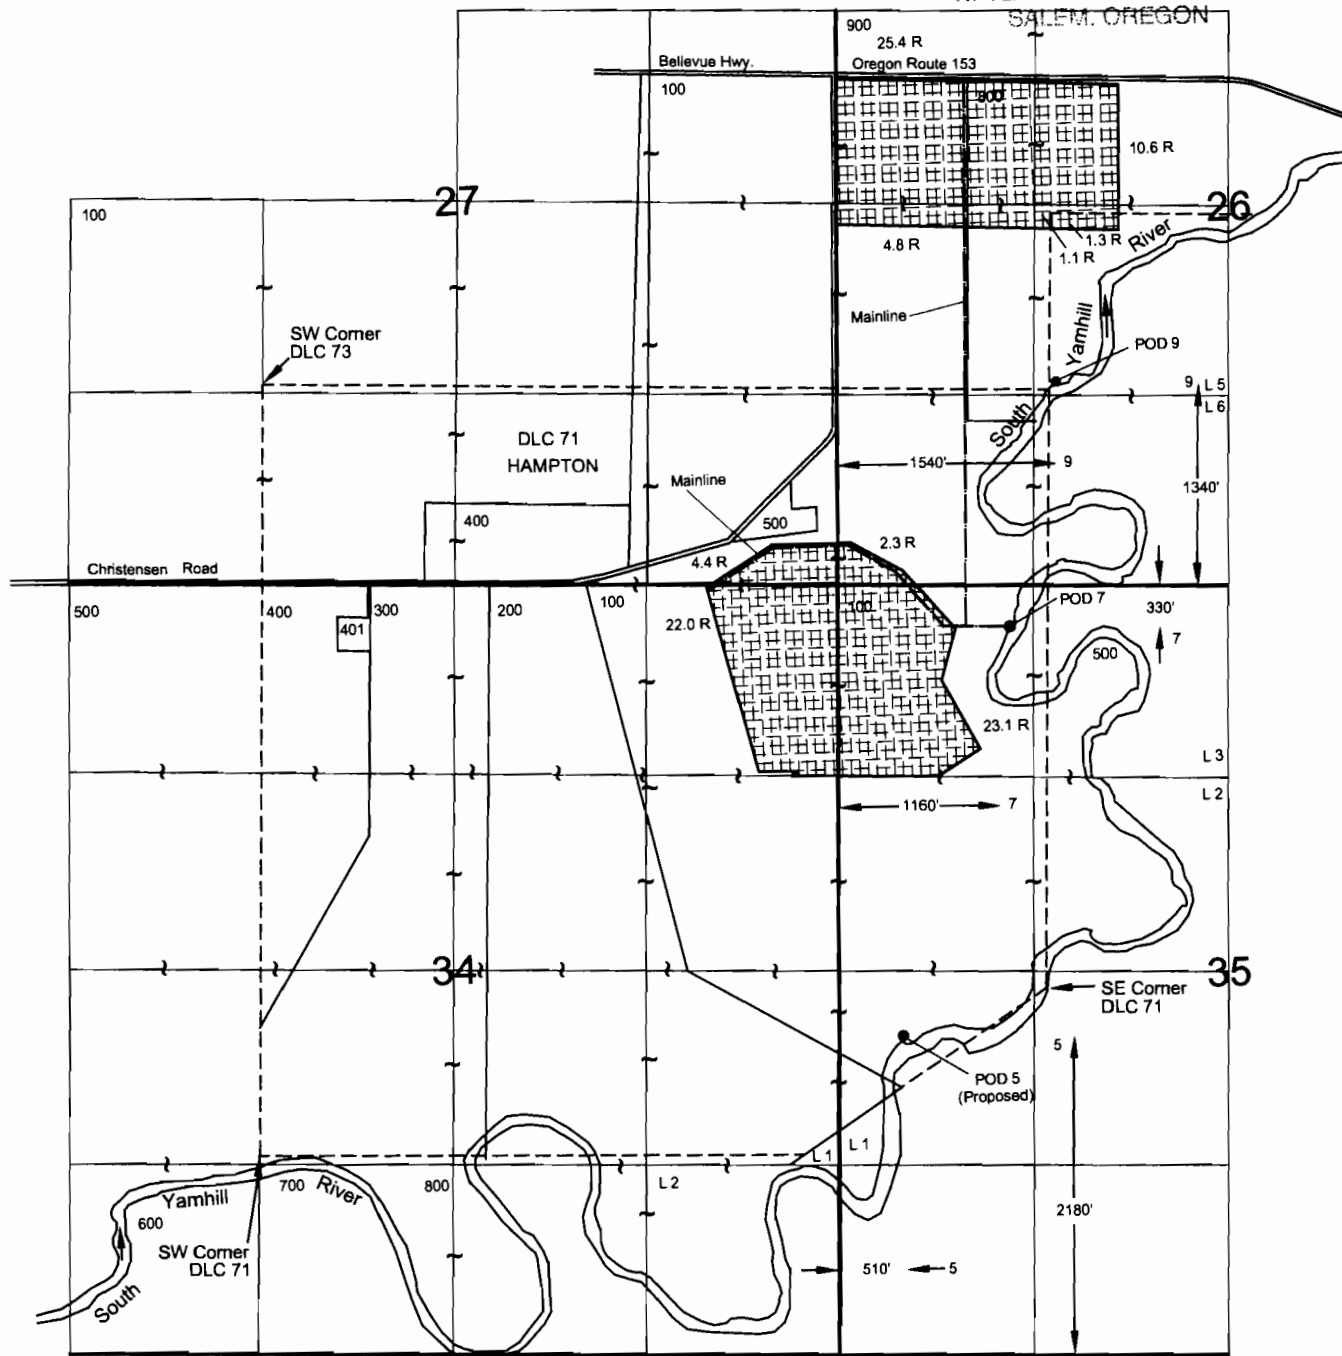 SALEM, OREGON
900
25.4 R
Bellevue Hwy.
Oregon Route 153
100
900
10.6 R
27
26
100
4.8 R
1.3 R
1.1 R
River
Mainline
Yamhill
SW Corner
DLC 73
POD 9
9
L 5
L 6
South
DLC 71
HAMPTON
1540'
9
Mainline
1340'
400
500
2.3 R
4.4 R
Christensen Road
POD 7
500
400
300
200
100
100
330'
401
22.0 R
7
500
23.1 R
L 3
L 2
1160'
7
34
35
SE Corner
DLC 71
5
POD 5
(Proposed)
L 1
L 1
L 2
Yamhill
700
River
800
600
2180'
SW Corner
DLC 71
510'
5
South